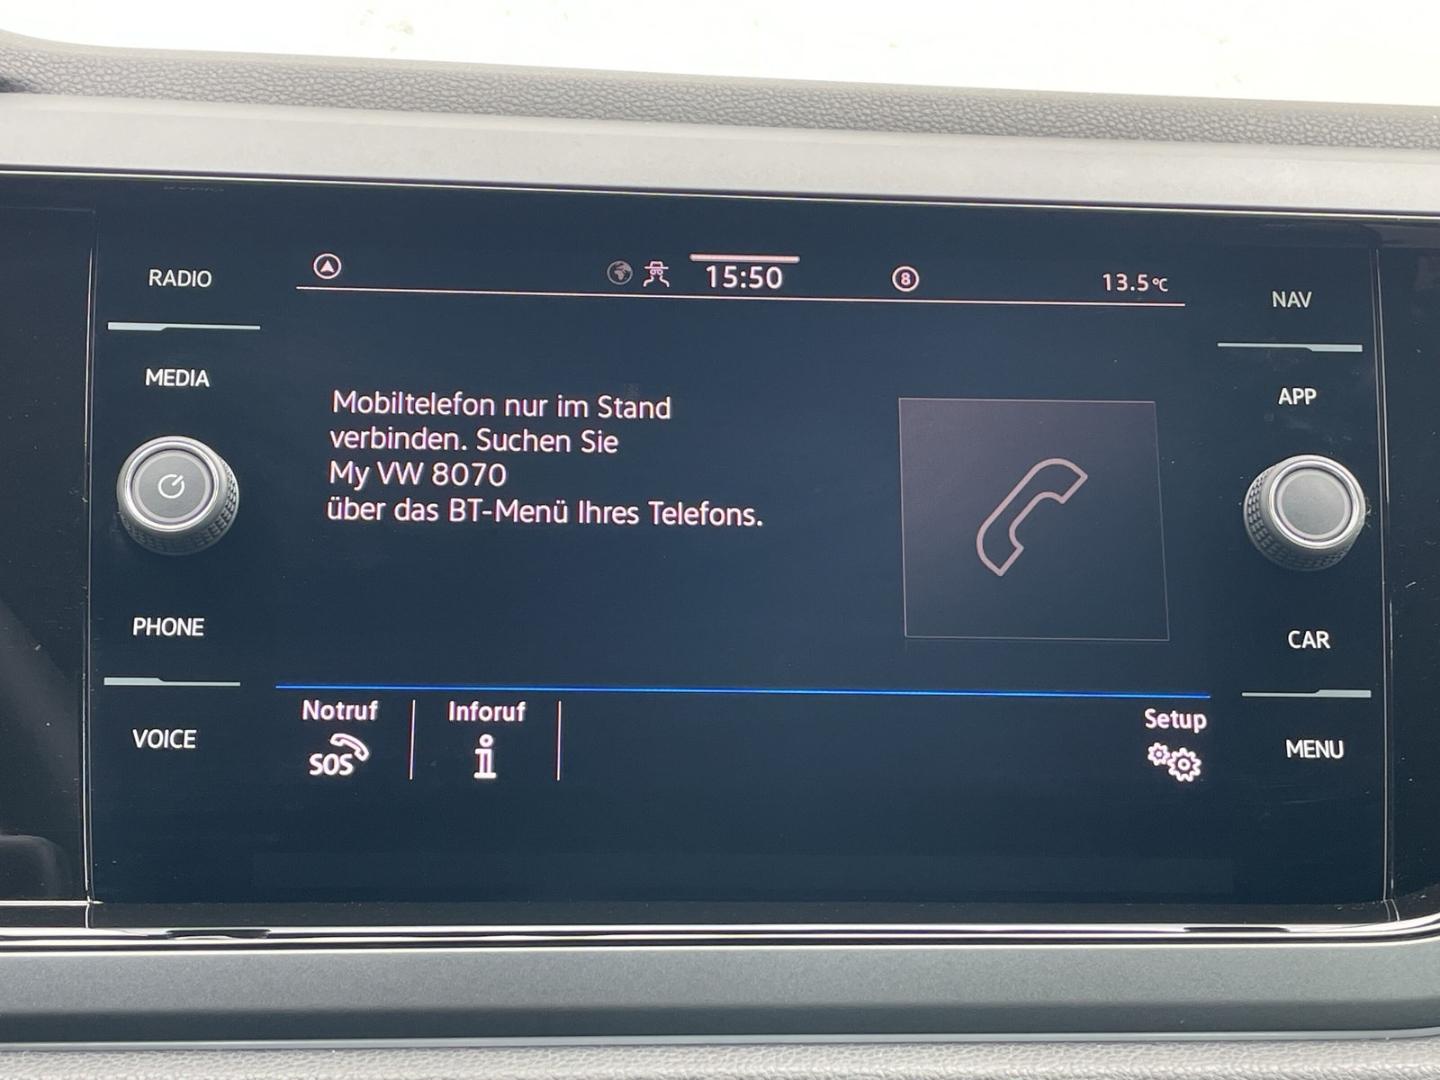 RADIO
MEDIA
PHONE
VOICE
15:50
8
13.5°C
Mobiltelefon nur im Stand
verbinden. Suchen Sie
My VW 8070
über das BT-Menü Ihres Telefons.
Notruf
SOS
Inforuf
i
Setup
NAV
APP
CAR
MENU